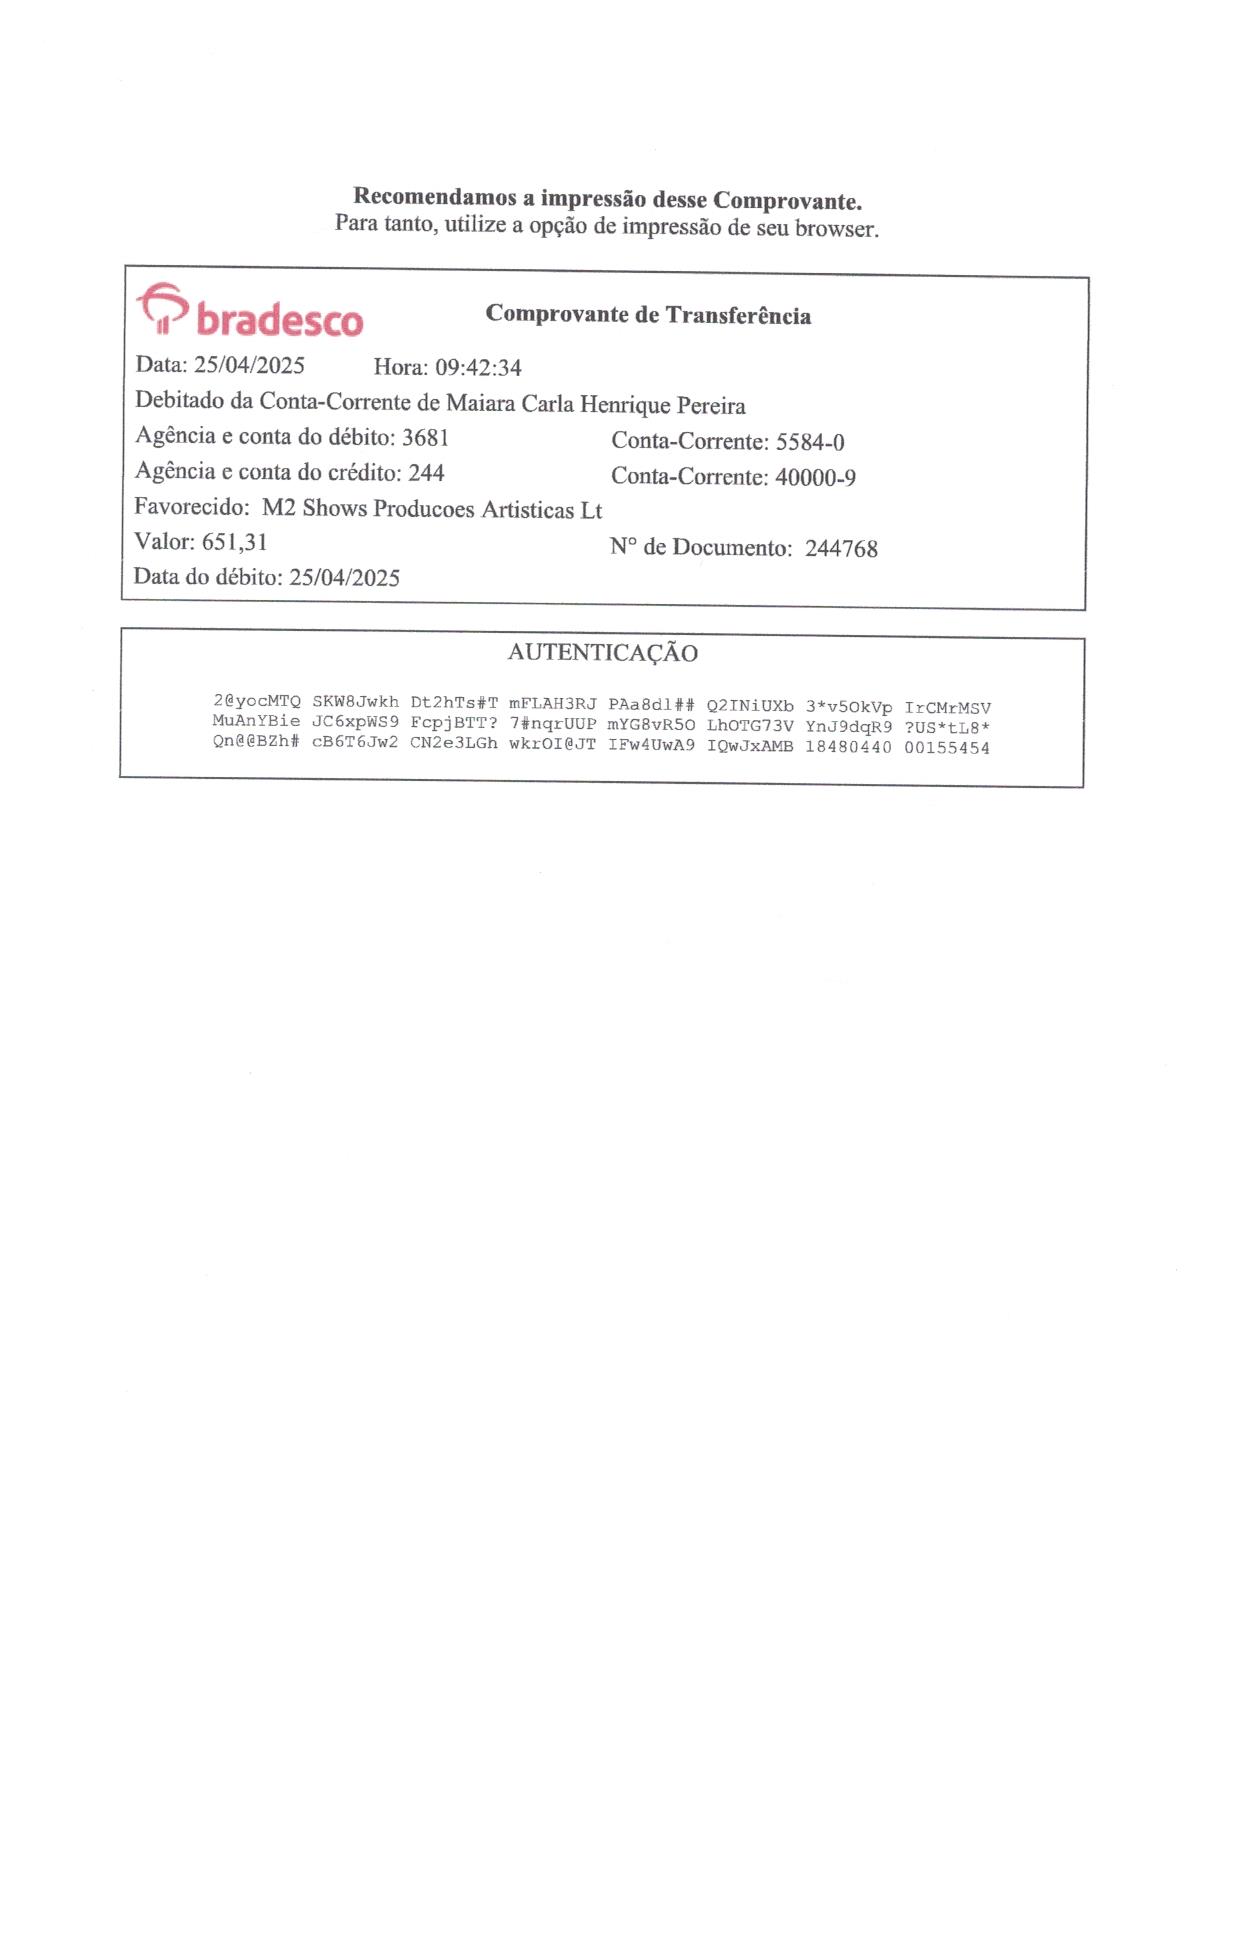 Recomendamos a impressão desse Comprovante.
Para tanto, utilize a opção de impressão de seu browser.
bradesco
Comprovante de Transferência
Data: 25/04/2025 Hora: 09:42:34
Debitado da Conta-Corrente de Maiara Carla Henrique Pereira
Agência e conta do débito: 3681 Conta-Corrente: 5584-0
Agência e conta do crédito: 244 Conta-Corrente: 40000-9
Favorecido: M2 Shows Producoes Artisticas Lt
Valor: 651,31 N° de Documento: 244768
Data do débito: 25/04/2025
AUTENTICAÇÃO
2@yocMTQ SKW8Jwkh Dt2hTs#T mFLAH3RJ PAa8dl## Q2INiUXb 3*v5OkVp IrCMrMSV
MuAnYBie JC6xpWS9 FcpjBTT? 7#nqrUUP mYG8vR5O LhOTG73V YnJ9dqR9 ?US*tL8*
Qn@@BZh# cB6T6Jw2 CN2e3LGh wkrOI@JT IFw4UwA9 IQwJxAMB 18480440 00155454